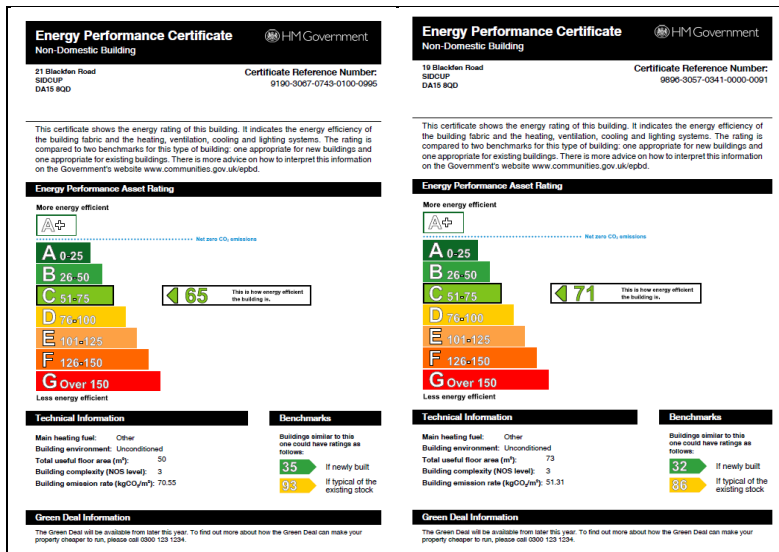 Energy Performance Certificate
HM Government
Non-Domestic Building
21 Blackfen Road
SIDCUP
DA15 8QD
Certificate Reference Number:
9190-3067-0743-0100-0995
This certificate shows the energy rating of this building. It indicates the energy efficiency of
the building fabric and the heating, ventilation, cooling and lighting systems. The rating is
compared to two benchmarks for this type of building: one appropriate for new buildings and
one appropriate for existing buildings. There is more advice on how to interpret this information
on the Government's website www.communities.gov.uk/epbd.
Energy Performance Asset Rating
More energy efficient
A+
Net zero CO₂ emissions
A 0-25
B 26-50
C 51-75
65
This is how energy efficient
the building is.
D 76-100
E 101-125
F 126-150
G Over 150
Less energy efficient
Technical Information
Main heating fuel: Other
Building environment: Unconditioned
Total useful floor area (m²): 50
Building complexity (NOS level): 3
Building emission rate (kgCO₂/m²): 70.55
Benchmarks
Buildings similar to this
one could have ratings as
follows:
35 If newly built
93 If typical of the
existing stock
Green Deal Information
The Green Deal will be available from later this year. To find out more about how the Green Deal can make your
property cheaper to run, please call 0300 123 1234.
Energy Performance Certificate
HM Government
Non-Domestic Building
19 Blackfen Road
SIDCUP
DA15 8QD
Certificate Reference Number:
9896-3057-0341-0000-0091
This certificate shows the energy rating of this building. It indicates the energy efficiency of
the building fabric and the heating, ventilation, cooling and lighting systems. The rating is
compared to two benchmarks for this type of building: one appropriate for new buildings and
one appropriate for existing buildings. There is more advice on how to interpret this information
on the Government's website www.communities.gov.uk/epbd.
Energy Performance Asset Rating
More energy efficient
A+
Net zero CO₂ emissions
A 0-25
B 26-50
C 51-75
71
This is how energy efficient
the building is.
D 76-100
E 101-125
F 126-150
G Over 150
Less energy efficient
Technical Information
Main heating fuel: Other
Building environment: Unconditioned
Total useful floor area (m²): 73
Building complexity (NOS level): 3
Building emission rate (kgCO₂/m²): 51.31
Benchmarks
Buildings similar to this
one could have ratings as
follows:
32 If newly built
86 If typical of the
existing stock
Green Deal Information
The Green Deal will be available from later this year. To find out more about how the Green Deal can make your
property cheaper to run, please call 0300 123 1234.